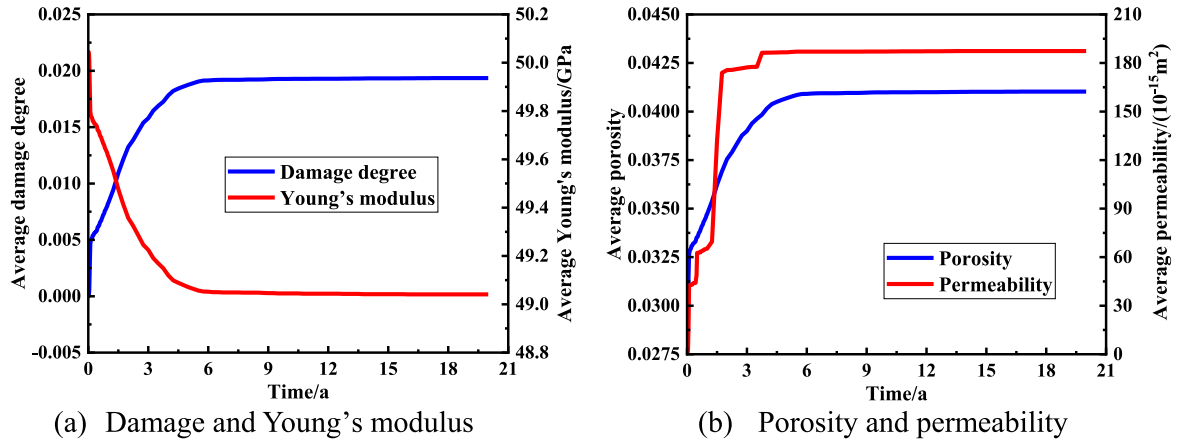 0.025
0.020
0.015
0.010
0.005
0.000
-0.005
Average damage degree
50.2
50.0
49.8
49.6
49.4
49.2
49.0
48.8
Average Young's modulus/GPa
Damage degree
Young’s modulus
0 3 6 9 12 15 18 21
Time/a
(a) Damage and Young’s modulus
0.0450
0.0425
0.0400
0.0375
0.0350
0.0325
0.0300
0.0275
Average porosity
210
180
150
120
90
60
30
0
Average permeability/(10⁻¹⁵m²)
Porosity
Permeability
0 3 6 9 12 15 18 21
Time/a
(b) Porosity and permeability